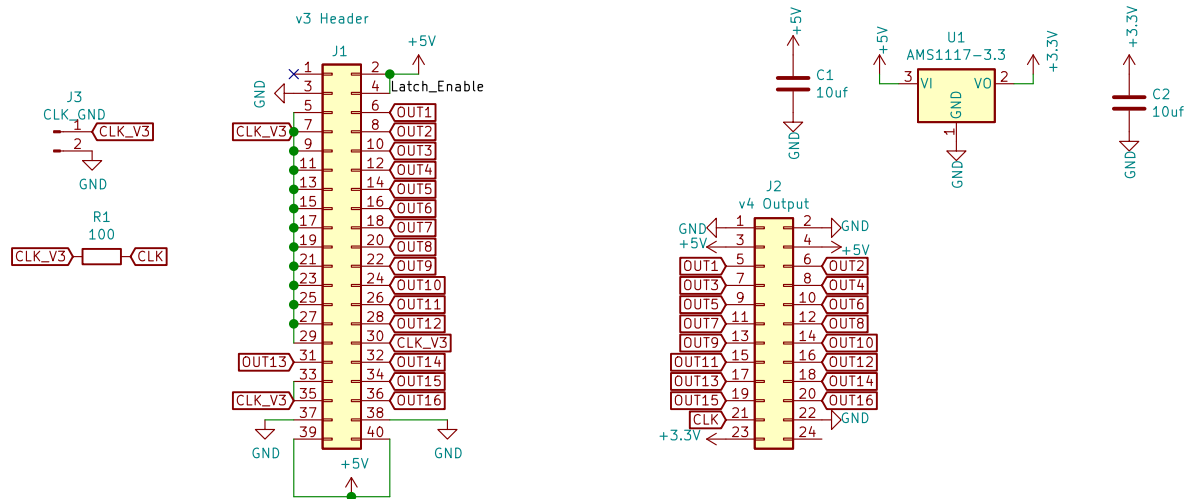 v3 Header
J1
+5V
1 2
3 4
GND
Latch_Enable
5 6 OUT1
CLK_V3 7 8 OUT2
9 10 OUT3
11 12 OUT4
13 14 OUT5
15 16 OUT6
17 18 OUT7
19 20 OUT8
21 22 OUT9
23 24 OUT10
25 26 OUT11
27 28 OUT12
29 30 CLK_V3
OUT13 31 32 OUT14
33 34 OUT15
CLK_V3 35 36 OUT16
37 38
GND GND
39 40
+5V
J3
CLK_GND
1 CLK_V3
2
GND
R1
100
CLK_V3 CLK
+5V
C1
10uf
GND
U1
AMS1117-3.3
+5V
3 VI VO 2
+3.3V
GND
1
GND
+3.3V
C2
10uf
GND
J2
v4 Output
GND 1 2 GND
+5V 3 4 +5V
OUT1 5 6 OUT2
OUT3 7 8 OUT4
OUT5 9 10 OUT6
OUT7 11 12 OUT8
OUT9 13 14 OUT10
OUT11 15 16 OUT12
OUT13 17 18 OUT14
OUT15 19 20 OUT16
CLK 21 22 GND
+3.3V 23 24